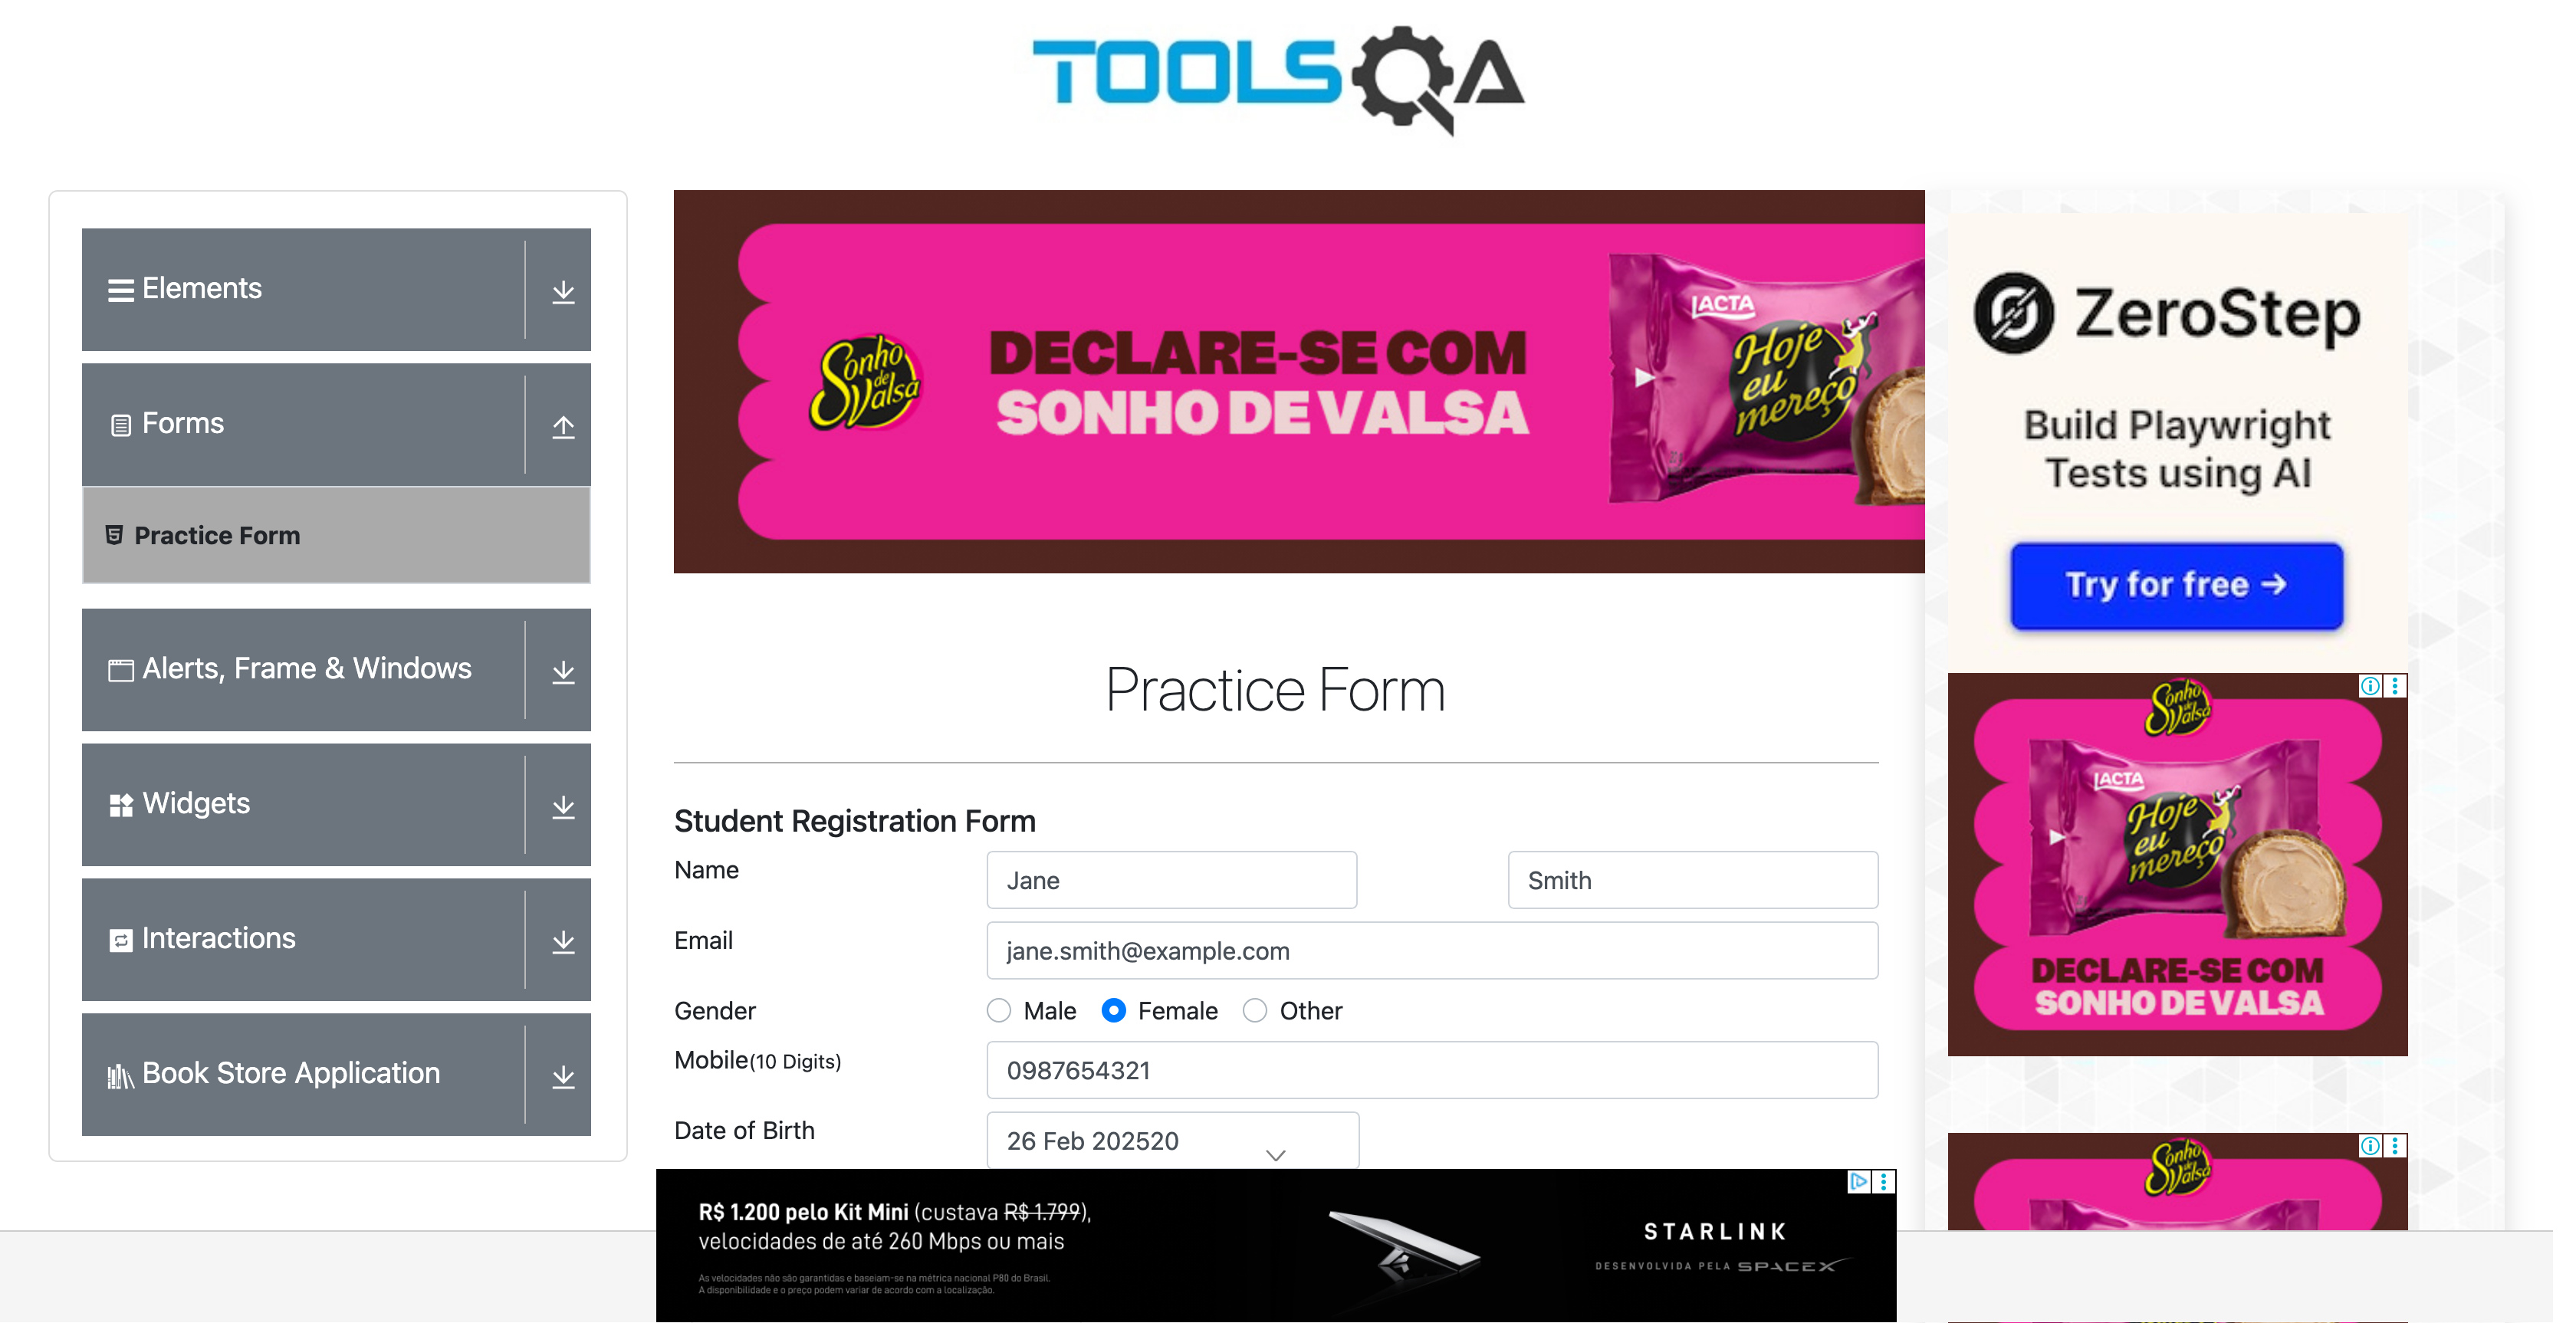 TOOLSQA
Elements
Forms
Practice Form
Alerts, Frame & Windows
Widgets
Interactions
Book Store Application
Sonho
de
Valsa
DECLARE-SE COM
SONHO DE VALSA
LACTA
Hoje
eu
mereço
Practice Form
Student Registration Form
Name
Jane
Smith
Email
jane.smith@example.com
Gender
Male
Female
Other
Mobile(10 Digits)
0987654321
Date of Birth
26 Feb 202520
R$ 1.200 pelo Kit Mini (custava R$ 1.799),
velocidades de até 260 Mbps ou mais
As velocidades não são garantidas e baseiam-se na métrica nacional P80 do Brasil.
A disponibilidade e o preço podem variar de acordo com a localização.
STARLINK
DESENVOLVIDA PELA SPACEX
ZeroStep
Build Playwright
Tests using AI
Try for free →
Sonho
de
Valsa
LACTA
Hoje
eu
mereço
DECLARE-SE COM
SONHO DE VALSA
Sonho
de
Valsa